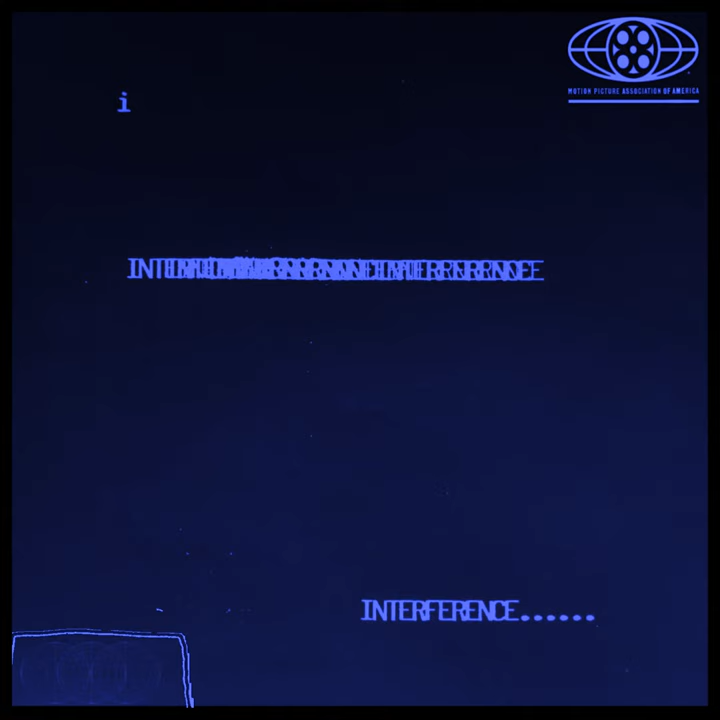 MOTION PICTURE ASSOCIATION OF AMERICA
i
INTERFERENCE......